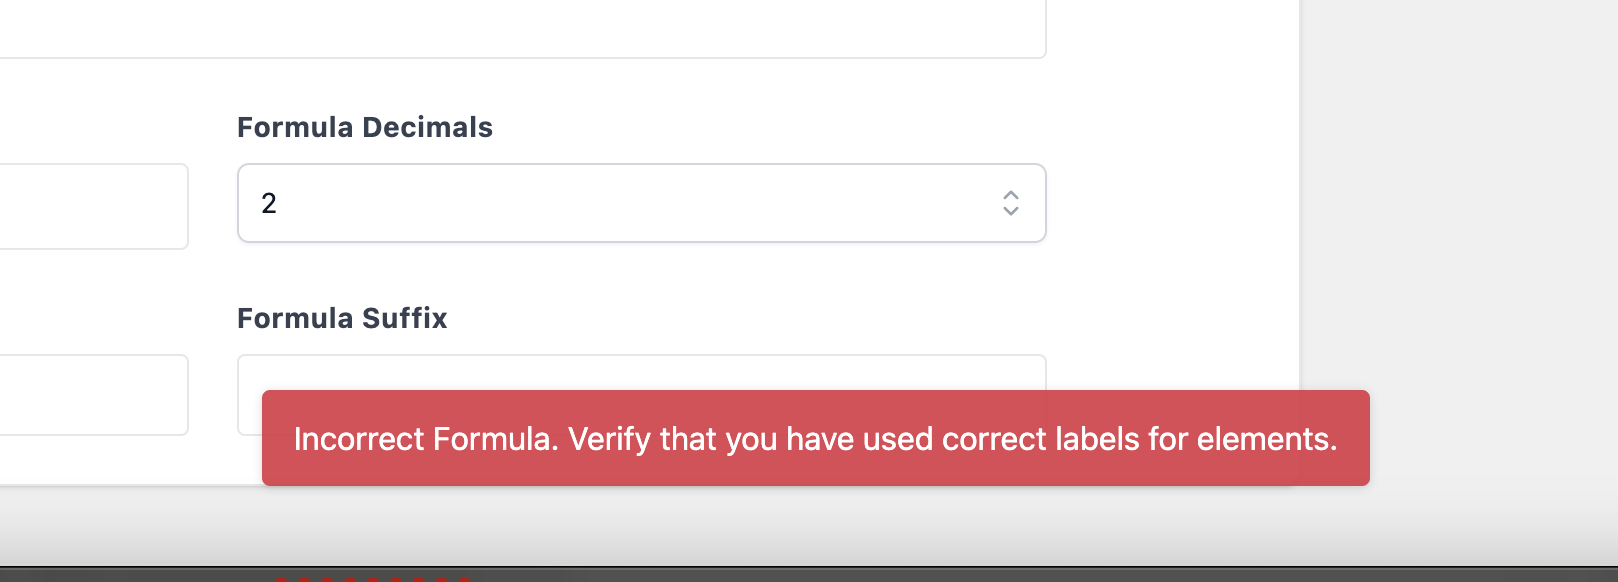 Formula Decimals
2
Formula Suffix
Incorrect Formula. Verify that you have used correct labels for elements.